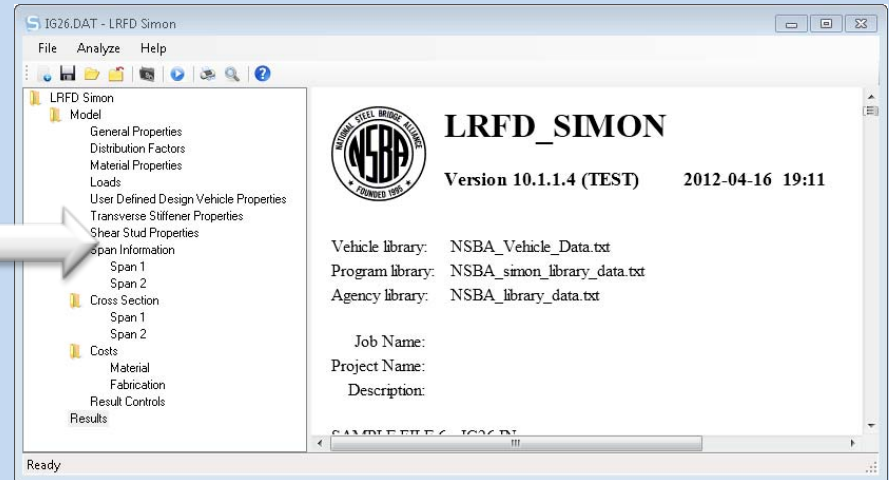 IG26.DAT - LRFD Simon
File Analyze Help
LRFD Simon
Model
General Properties
Distribution Factors
Material Properties
Loads
User Defined Design Vehicle Properties
Transverse Stiffener Properties
Shear Stud Properties
Span Information
Span 1
Span 2
Cross Section
Span 1
Span 2
Costs
Material
Fabrication
Result Controls
Results
NATIONAL STEEL BRIDGE ALLIANCE
NSBA
FOUNDED 1995
LRFD_SIMON
Version 10.1.1.4 (TEST) 2012-04-16 19:11
Vehicle library: NSBA_Vehicle_Data.txt
Program library: NSBA_simon_library_data.txt
Agency library: NSBA_library_data.txt
Job Name:
Project Name:
Description:
Ready